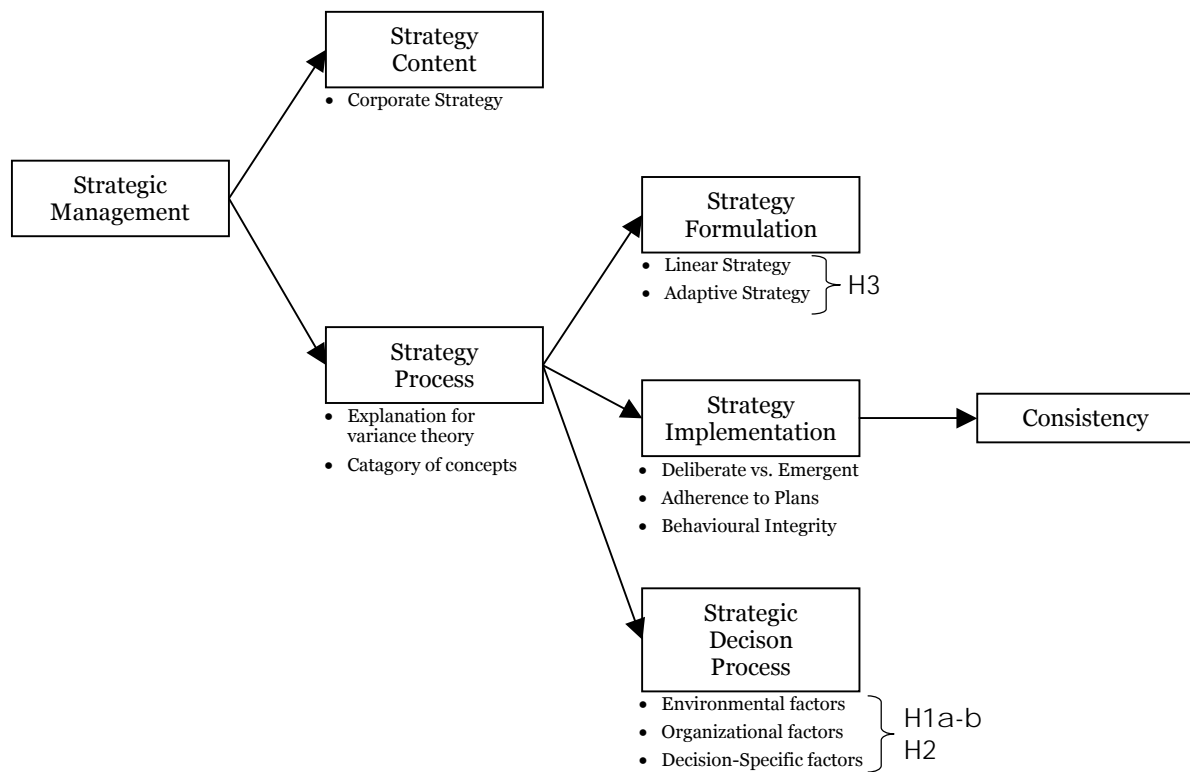 Strategy
Content
• Corporate Strategy
Strategic
Management
Strategy
Formulation
• Linear Strategy
• Adaptive Strategy
H3
Strategy
Process
• Explanation for
variance theory
• Catagory of concepts
Strategy
Implementation
• Deliberate vs. Emergent
• Adherence to Plans
• Behavioural Integrity
Consistency
Strategic
Decison
Process
• Environmental factors
• Organizational factors
• Decision-Specific factors
H1a-b
H2